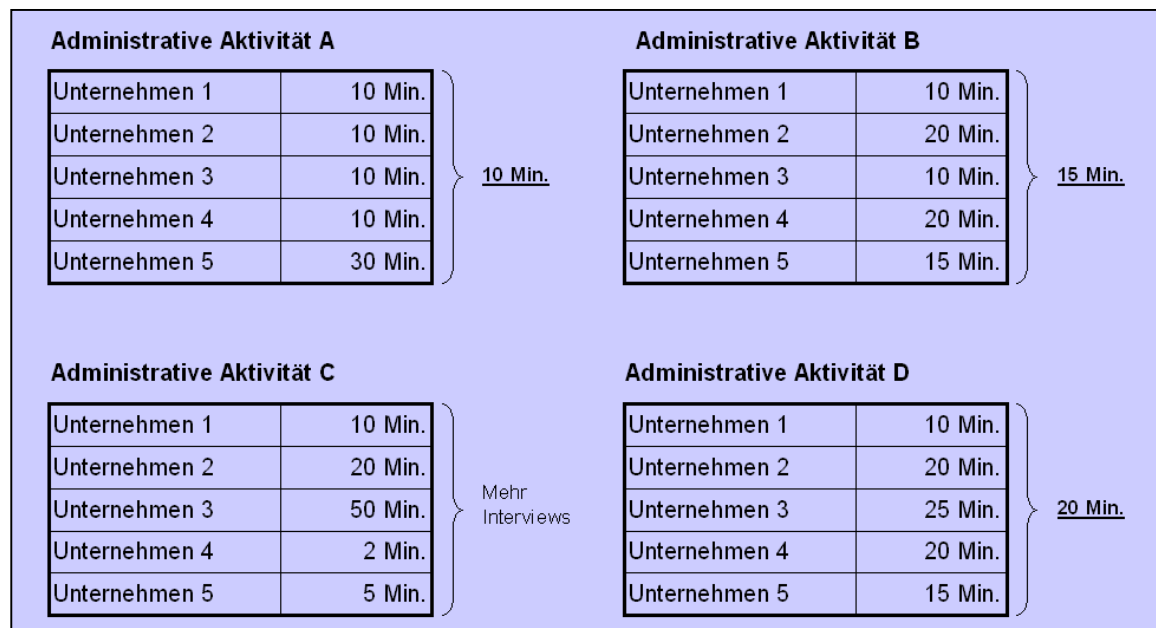 Administrative Aktivität A
Unternehmen 1 10 Min.
Unternehmen 2 10 Min.
Unternehmen 3 10 Min.
Unternehmen 4 10 Min.
Unternehmen 5 30 Min.
10 Min.
Administrative Aktivität B
Unternehmen 1 10 Min.
Unternehmen 2 20 Min.
Unternehmen 3 10 Min.
Unternehmen 4 20 Min.
Unternehmen 5 15 Min.
15 Min.
Administrative Aktivität C
Unternehmen 1 10 Min.
Unternehmen 2 20 Min.
Unternehmen 3 50 Min.
Unternehmen 4 2 Min.
Unternehmen 5 5 Min.
Mehr
Interviews
Administrative Aktivität D
Unternehmen 1 10 Min.
Unternehmen 2 20 Min.
Unternehmen 3 25 Min.
Unternehmen 4 20 Min.
Unternehmen 5 15 Min.
20 Min.